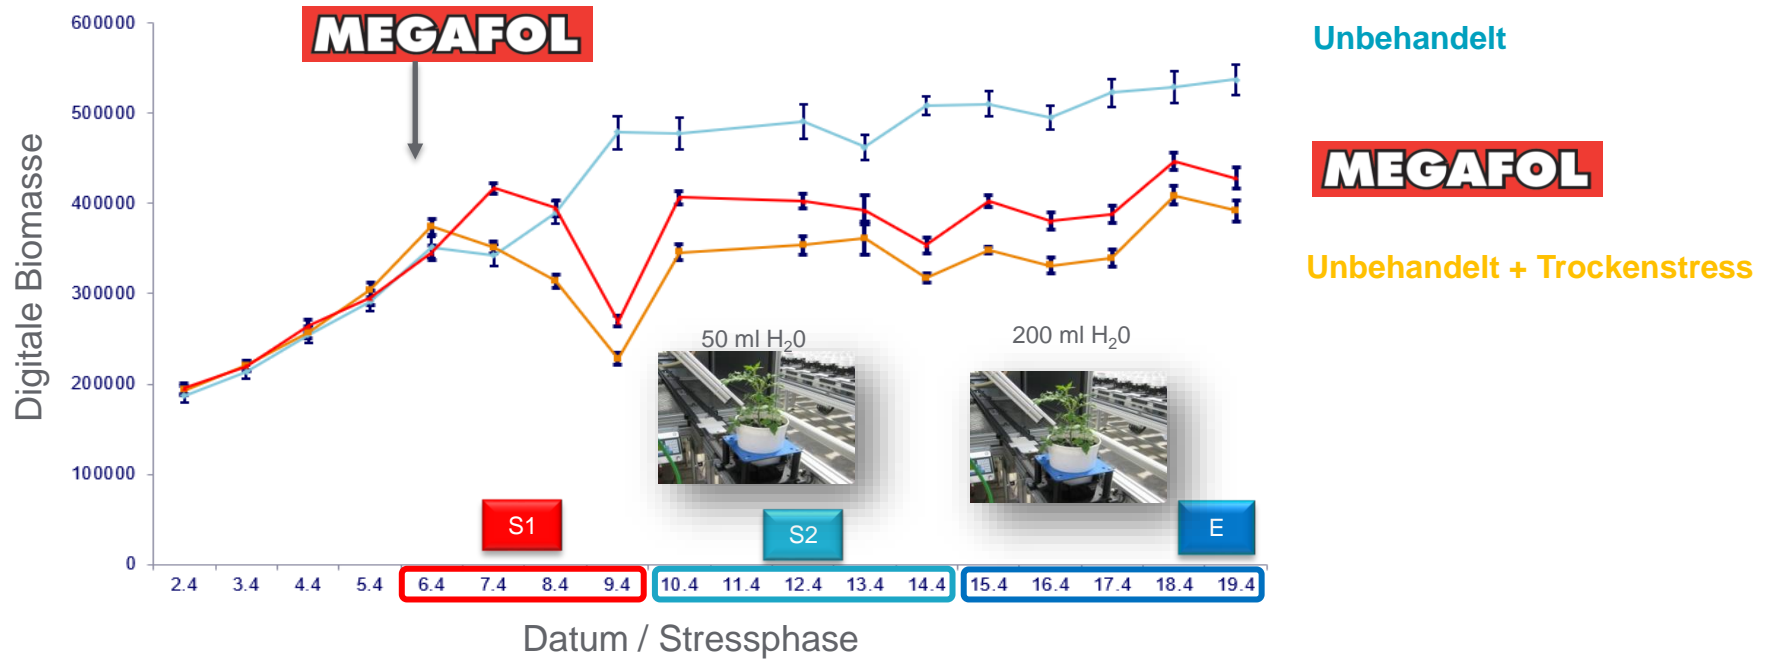 600000
500000
400000
300000
200000
100000
0
Digitale Biomasse
MEGAFOL
Unbehandelt
MEGAFOL
Unbehandelt + Trockenstress
50 ml H₂0
200 ml H₂0
S1
S2
E
2.4 3.4 4.4 5.4 6.4 7.4 8.4 9.4 10.4 11.4 12.4 13.4 14.4 15.4 16.4 17.4 18.4 19.4
Datum / Stressphase